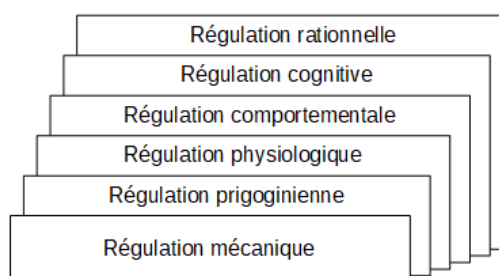 Régulation rationnelle
Régulation cognitive
Régulation comportementale
Régulation physiologique
Régulation prigoginienne
Régulation mécanique